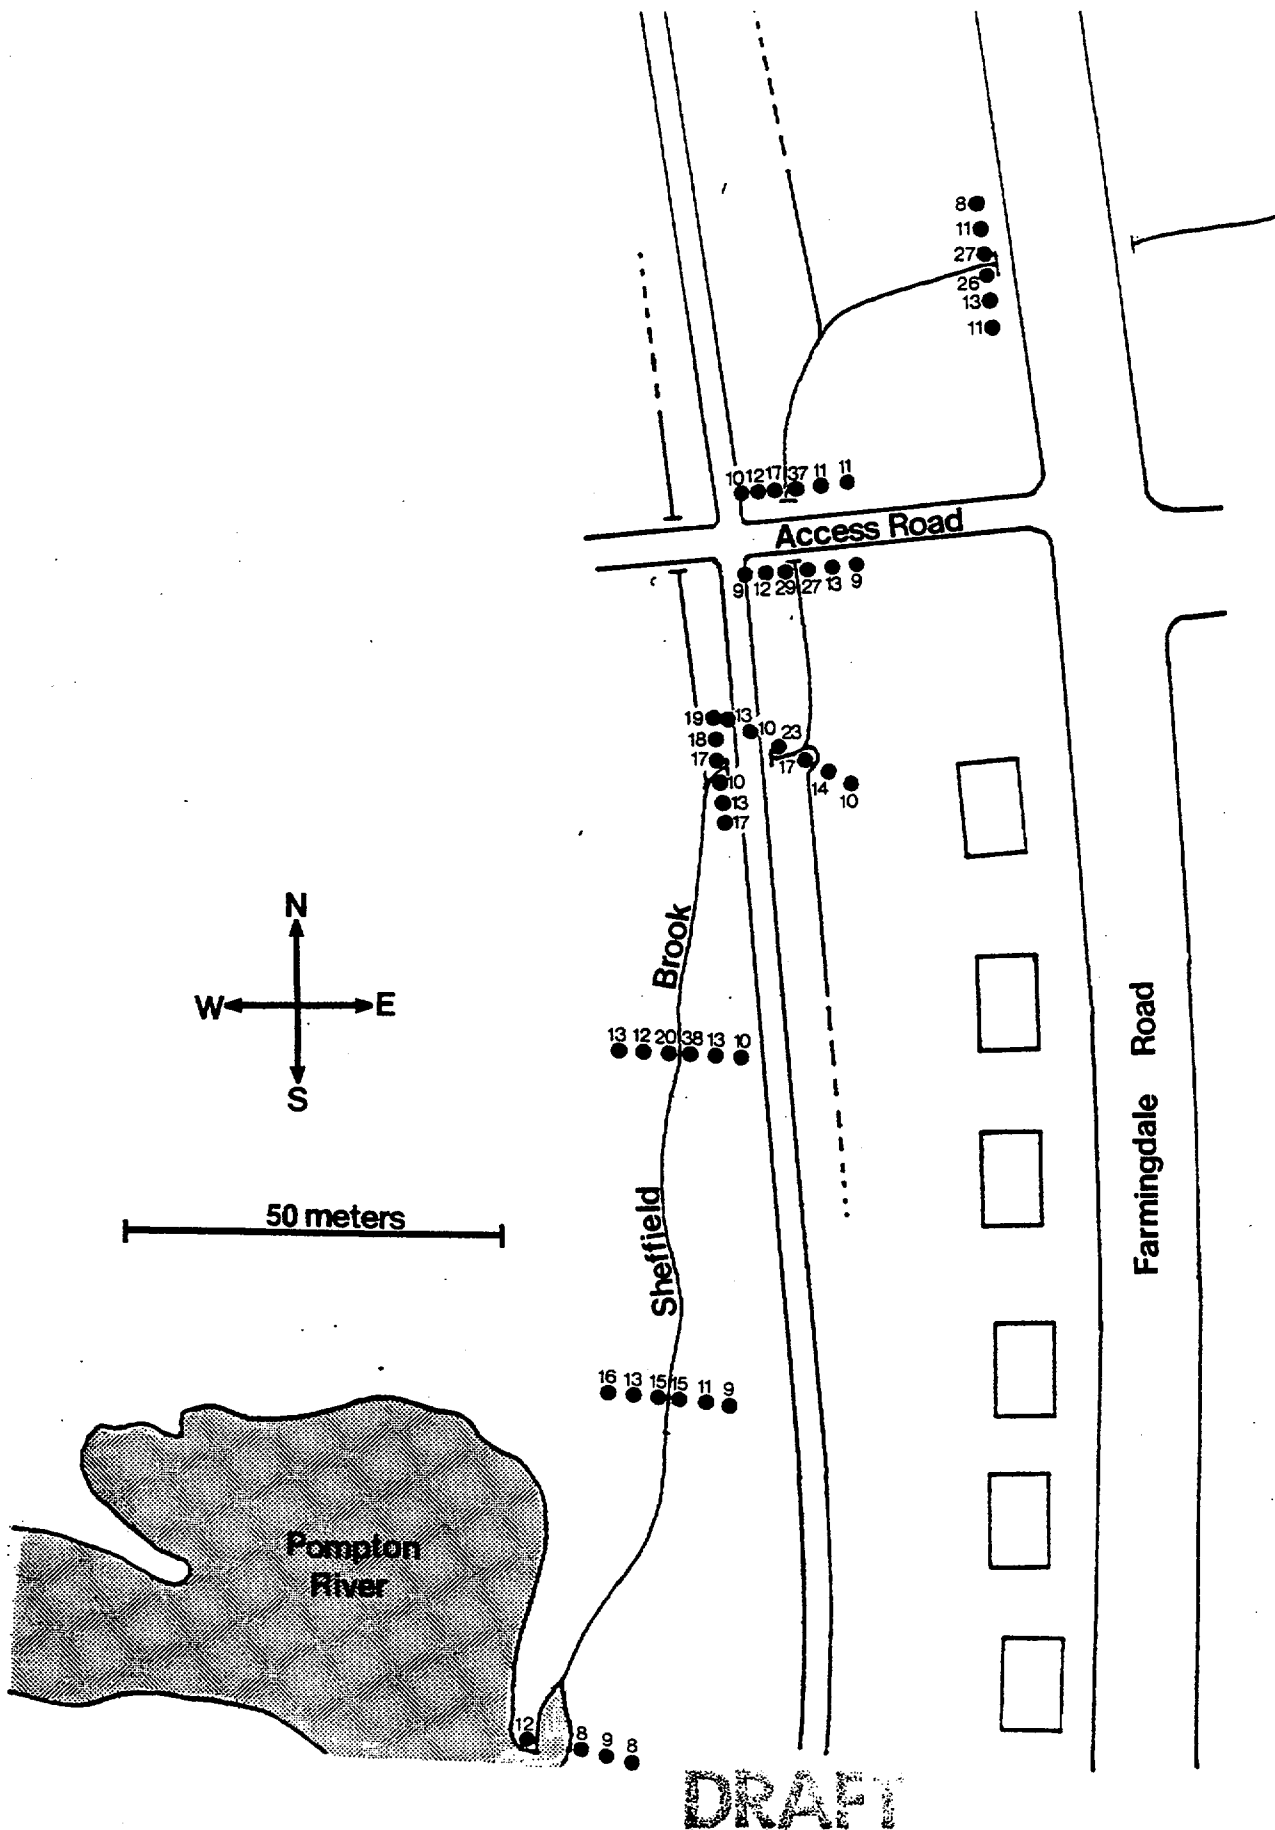 8
11
27
26
13
11
10 12 17 37 11 11
Access Road
9 12 29 27 13 9
19 13
10 23
18
17
17 14 10
10
13
17
N
W E
S
Brook
13 12 20 38 13 10
Farmingdale Road
50 meters
Sheffield
16 13 15 15 11 9
Pompton
River
12 8 9 8
DRAFT